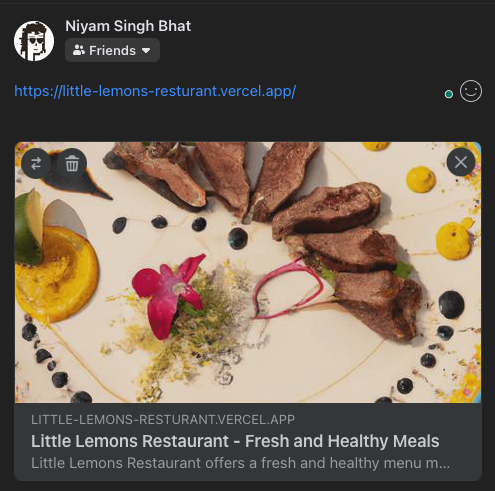 Niyam Singh Bhat
Friends
https://little-lemons-resturant.vercel.app/
LITTLE-LEMONS-RESTURANT.VERCEL.APP
Little Lemons Restaurant - Fresh and Healthy Meals
Little Lemons Restaurant offers a fresh and healthy menu m...